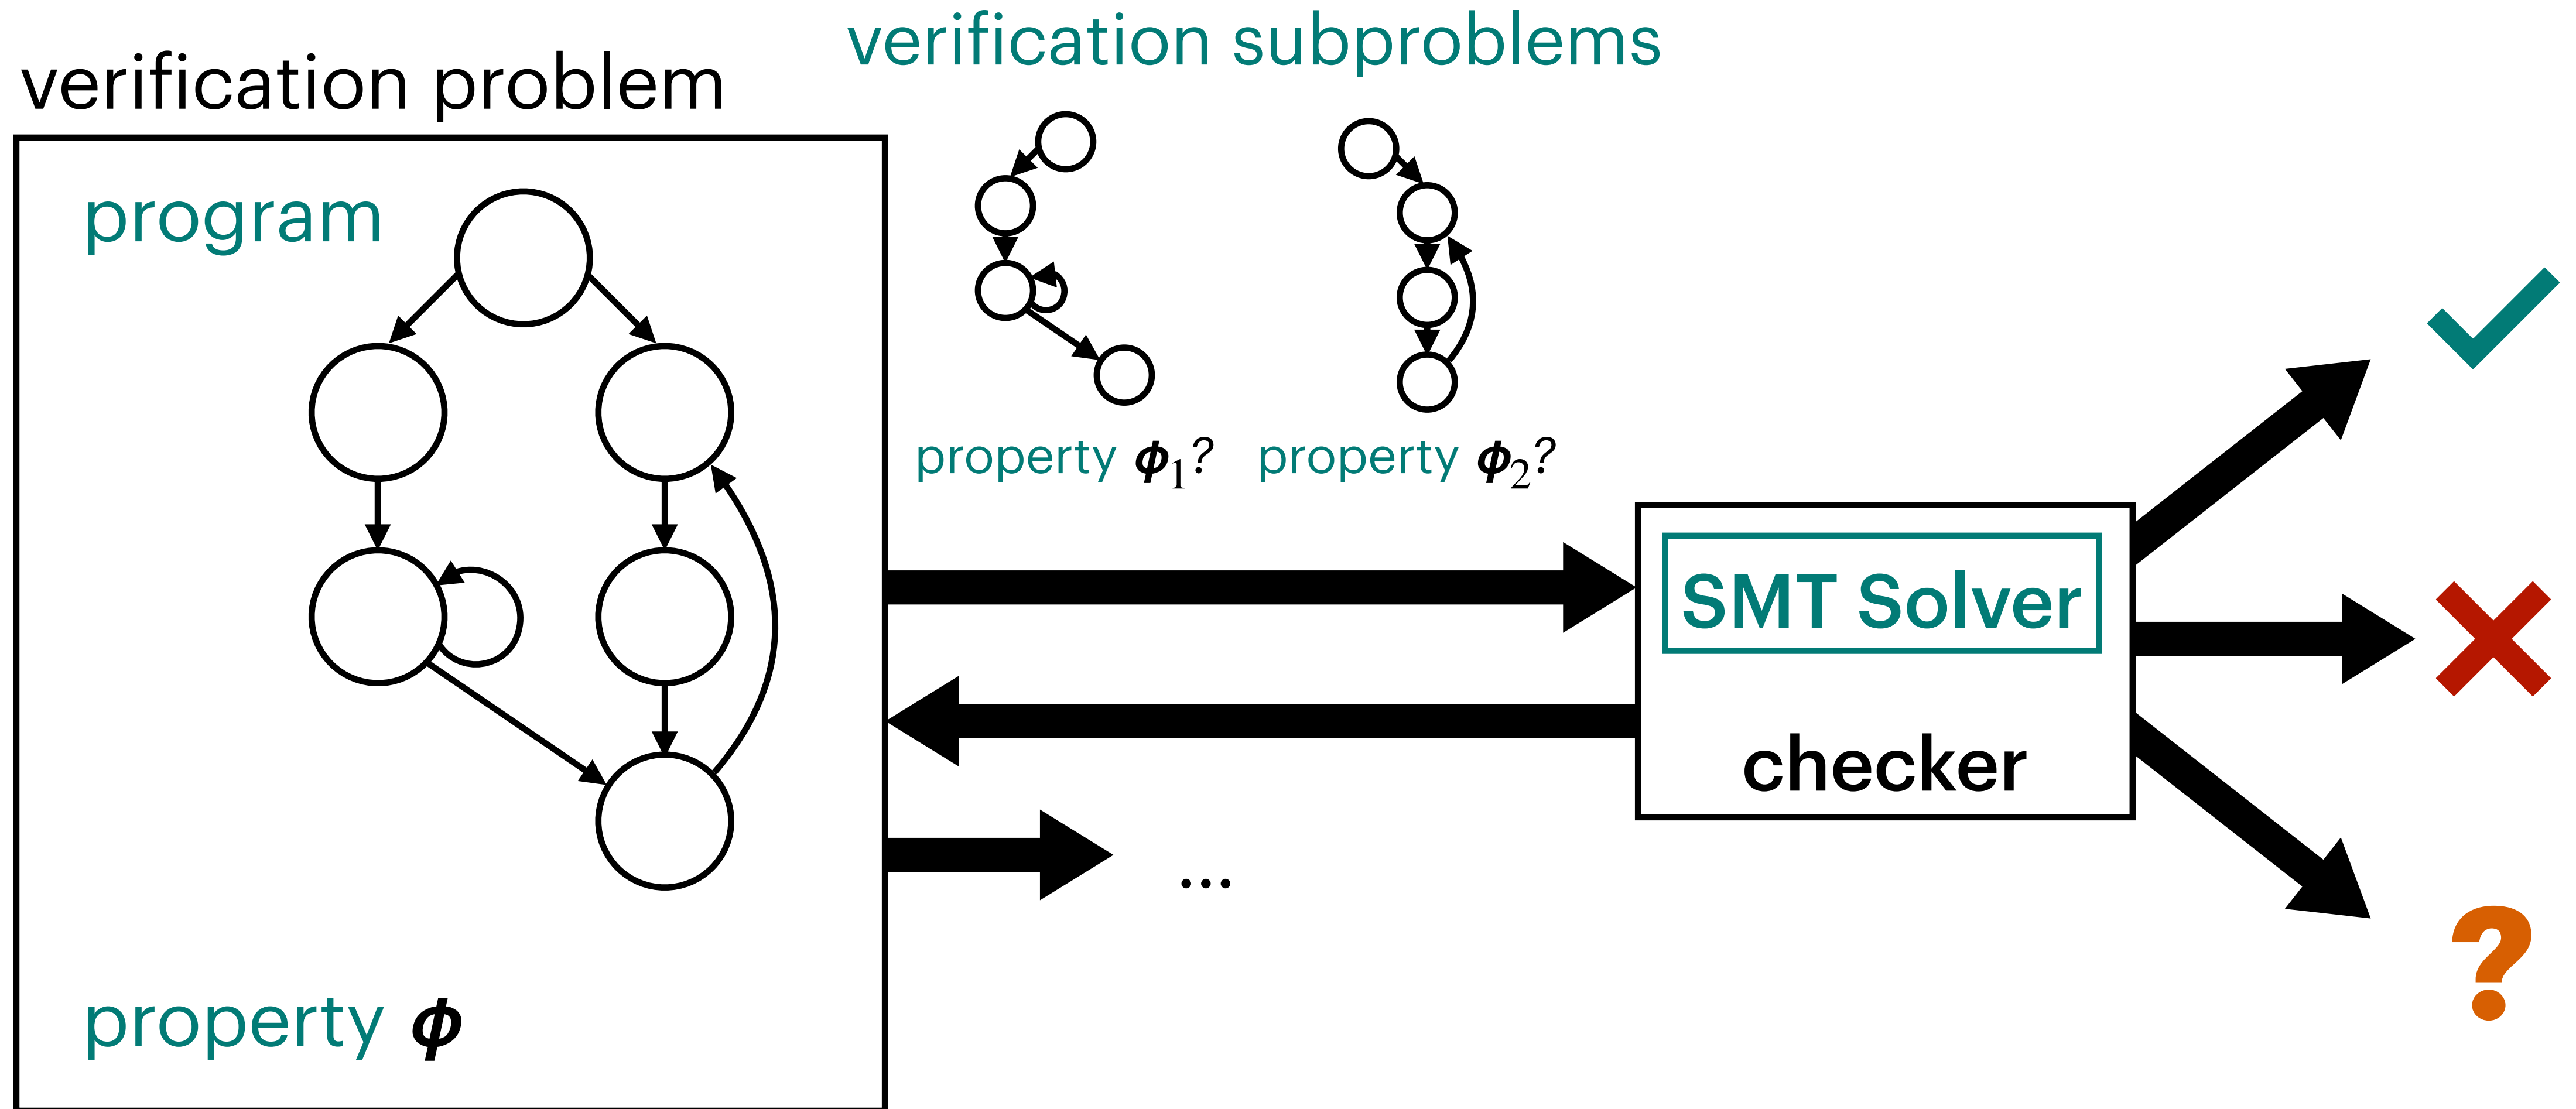 verification subproblems
verification problem
program
property ϕ₁?
property ϕ₂?
SMT Solver
checker
...
?
property ϕ